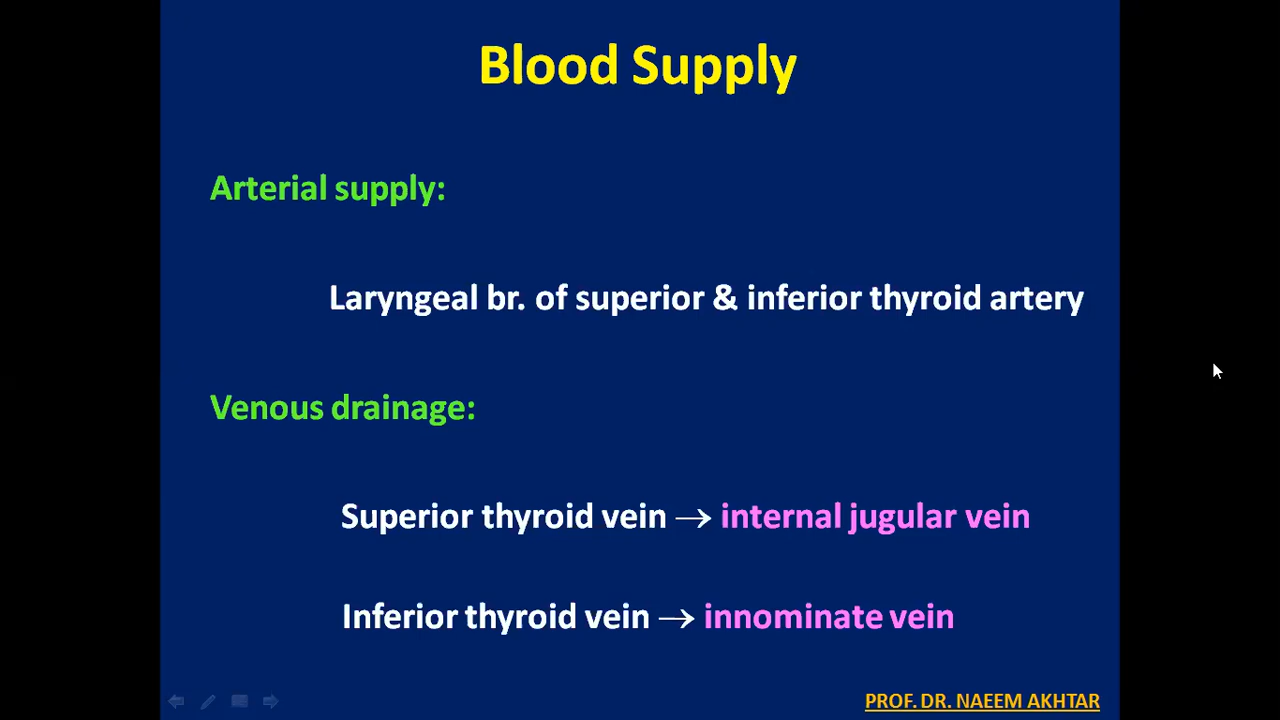 Blood Supply
Arterial supply:
Laryngeal br. of superior & inferior thyroid artery
Venous drainage:
Superior thyroid vein → internal jugular vein
Inferior thyroid vein → innominate vein
PROF. DR. NAEEM AKHTAR